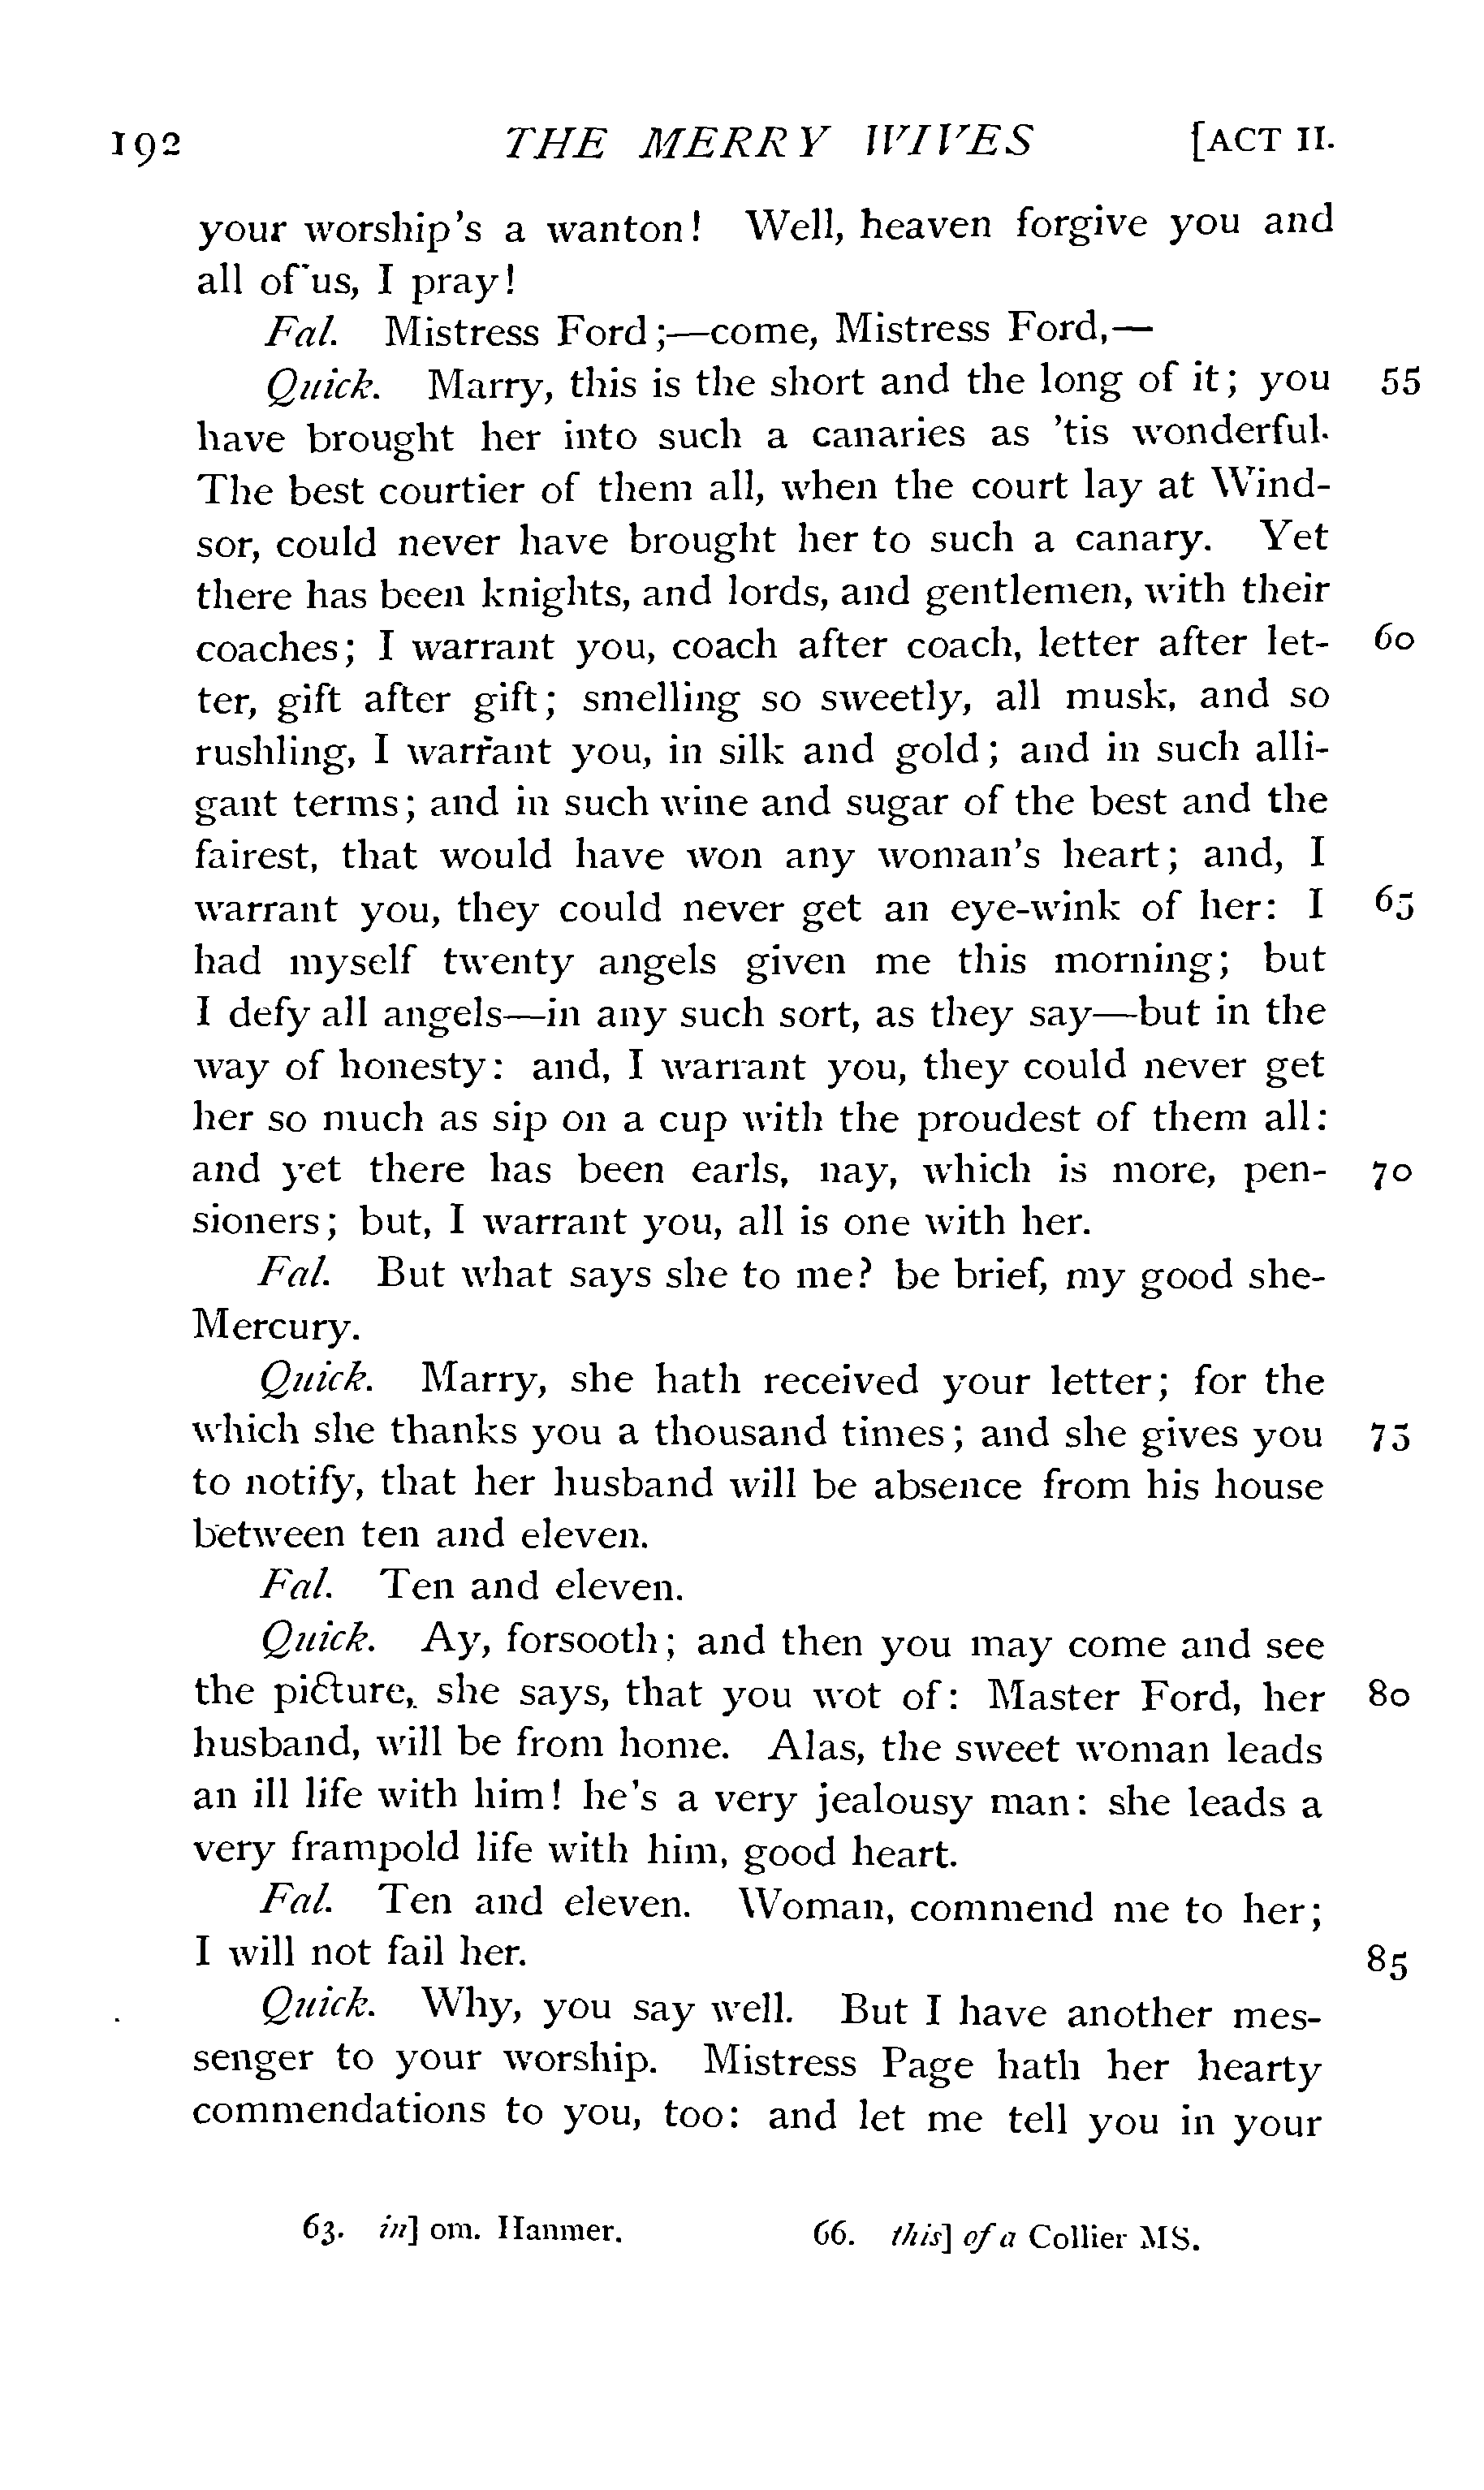 192 THE MERRY WIVES [ACT II.
your worship's a wanton! Well, heaven forgive you and
all of us, I pray!
Fal. Mistress Ford;—come, Mistress Ford,—
Quick. Marry, this is the short and the long of it; you 55
have brought her into such a canaries as 'tis wonderful.
The best courtier of them all, when the court lay at Wind-
sor, could never have brought her to such a canary. Yet
there has been knights, and lords, and gentlemen, with their
coaches; I warrant you, coach after coach, letter after let- 60
ter, gift after gift; smelling so sweetly, all musk, and so
rushling, I warrant you, in silk and gold; and in such alli-
gant terms; and in such wine and sugar of the best and the
fairest, that would have won any woman's heart; and, I
warrant you, they could never get an eye-wink of her: I 65
had myself twenty angels given me this morning; but
I defy all angels—in any such sort, as they say—but in the
way of honesty: and, I warrant you, they could never get
her so much as sip on a cup with the proudest of them all:
and yet there has been earls, nay, which is more, pen- 70
sioners; but, I warrant you, all is one with her.
Fal. But what says she to me? be brief, my good she-
Mercury.
Quick. Marry, she hath received your letter; for the
which she thanks you a thousand times; and she gives you 75
to notify, that her husband will be absence from his house
between ten and eleven.
Fal. Ten and eleven.
Quick. Ay, forsooth; and then you may come and see
the picture, she says, that you wot of: Master Ford, her 80
husband, will be from home. Alas, the sweet woman leads
an ill life with him! he's a very jealousy man: she leads a
very frampold life with him, good heart.
Fal. Ten and eleven. Woman, commend me to her;
I will not fail her. 85
Quick. Why, you say well. But I have another mes-
senger to your worship. Mistress Page hath her hearty
commendations to you, too: and let me tell you in your
63. in] om. Hanmer. 66. this] of a Collier MS.